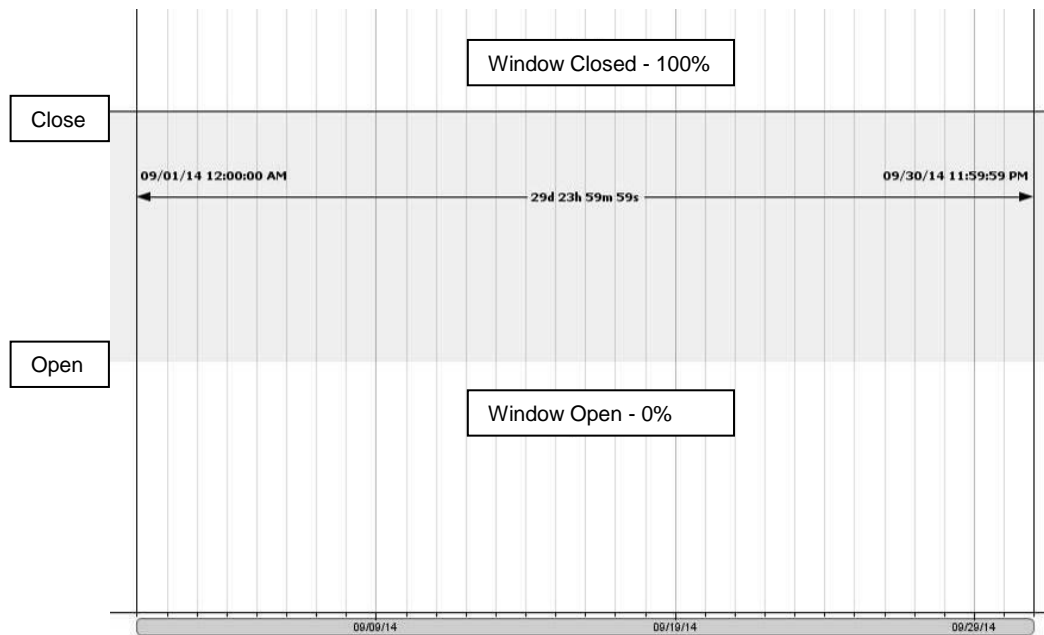 Window Closed - 100%
Close
09/01/14 12:00:00 AM
09/30/14 11:59:59 PM
29d 23h 59m 59s
Open
Window Open - 0%
09/09/14
09/19/14
09/29/14